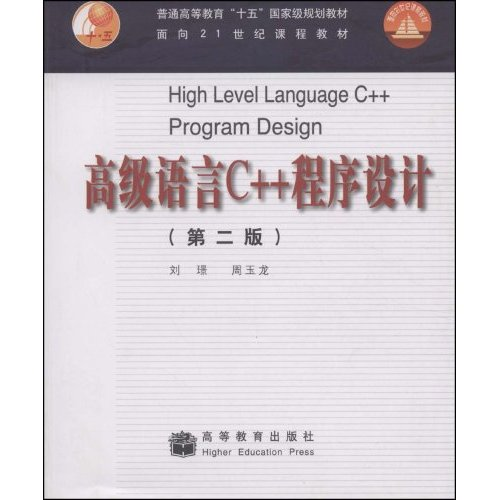 普通高等教育“十五”国家级规划教材
面向21世纪课程教材
十·五
High Level Language C++
Program Design
高级语言C++程序设计
(第二版)
刘璟 周玉龙
高等教育出版社
Higher Education Press